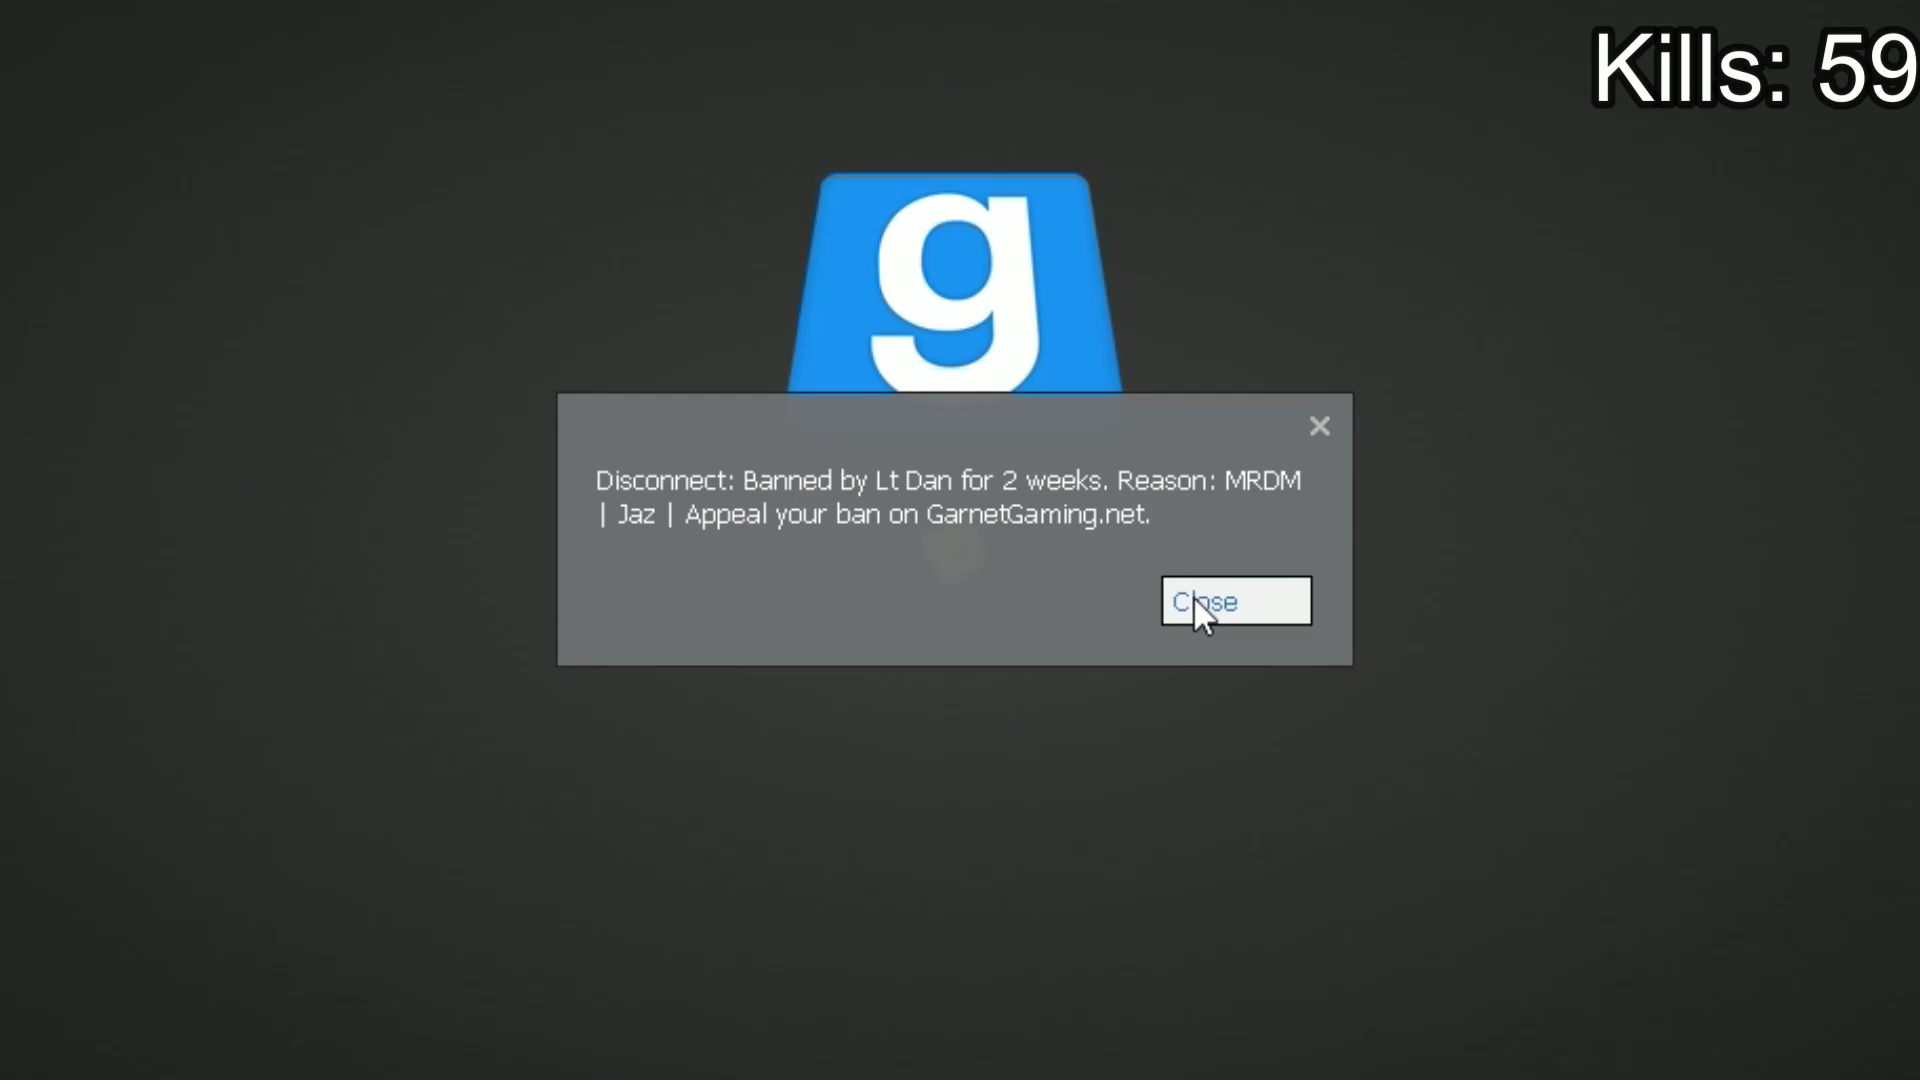 Kills: 59
g
Disconnect: Banned by Lt Dan for 2 weeks. Reason: MRDM
| Jaz | Appeal your ban on GarnetGaming.net.
Close